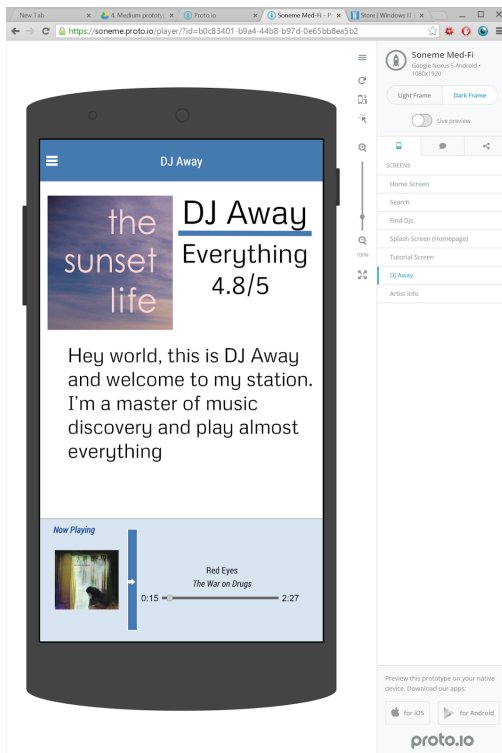 New Tab
4. Medium prototyp
Proto.io
Soneme Med-Fi – Pr
Store | Windows 11
https://soneme.proto.io/player/?id=b0c83401-b9a4-44b8-b97d-0e65bb8ea5b2
DJ Away
the
sunset
life
DJ Away
Everything
4.8/5
Hey world, this is DJ Away
and welcome to my station.
I'm a master of music
discovery and play almost
everything
Now Playing
Red Eyes
The War on Drugs
0:15
2:27
100%
Soneme Med-Fi
Google Nexus 5 Android •
1080x1920
Light Frame
Dark Frame
Live preview
SCREENS
Home Screen
Search
Find DJs
Splash Screen (Homepage)
Tutorial Screen
DJ Away
Artist Info
Preview this prototype on your native
device. Download our apps:
for iOS
for Android
proto.io